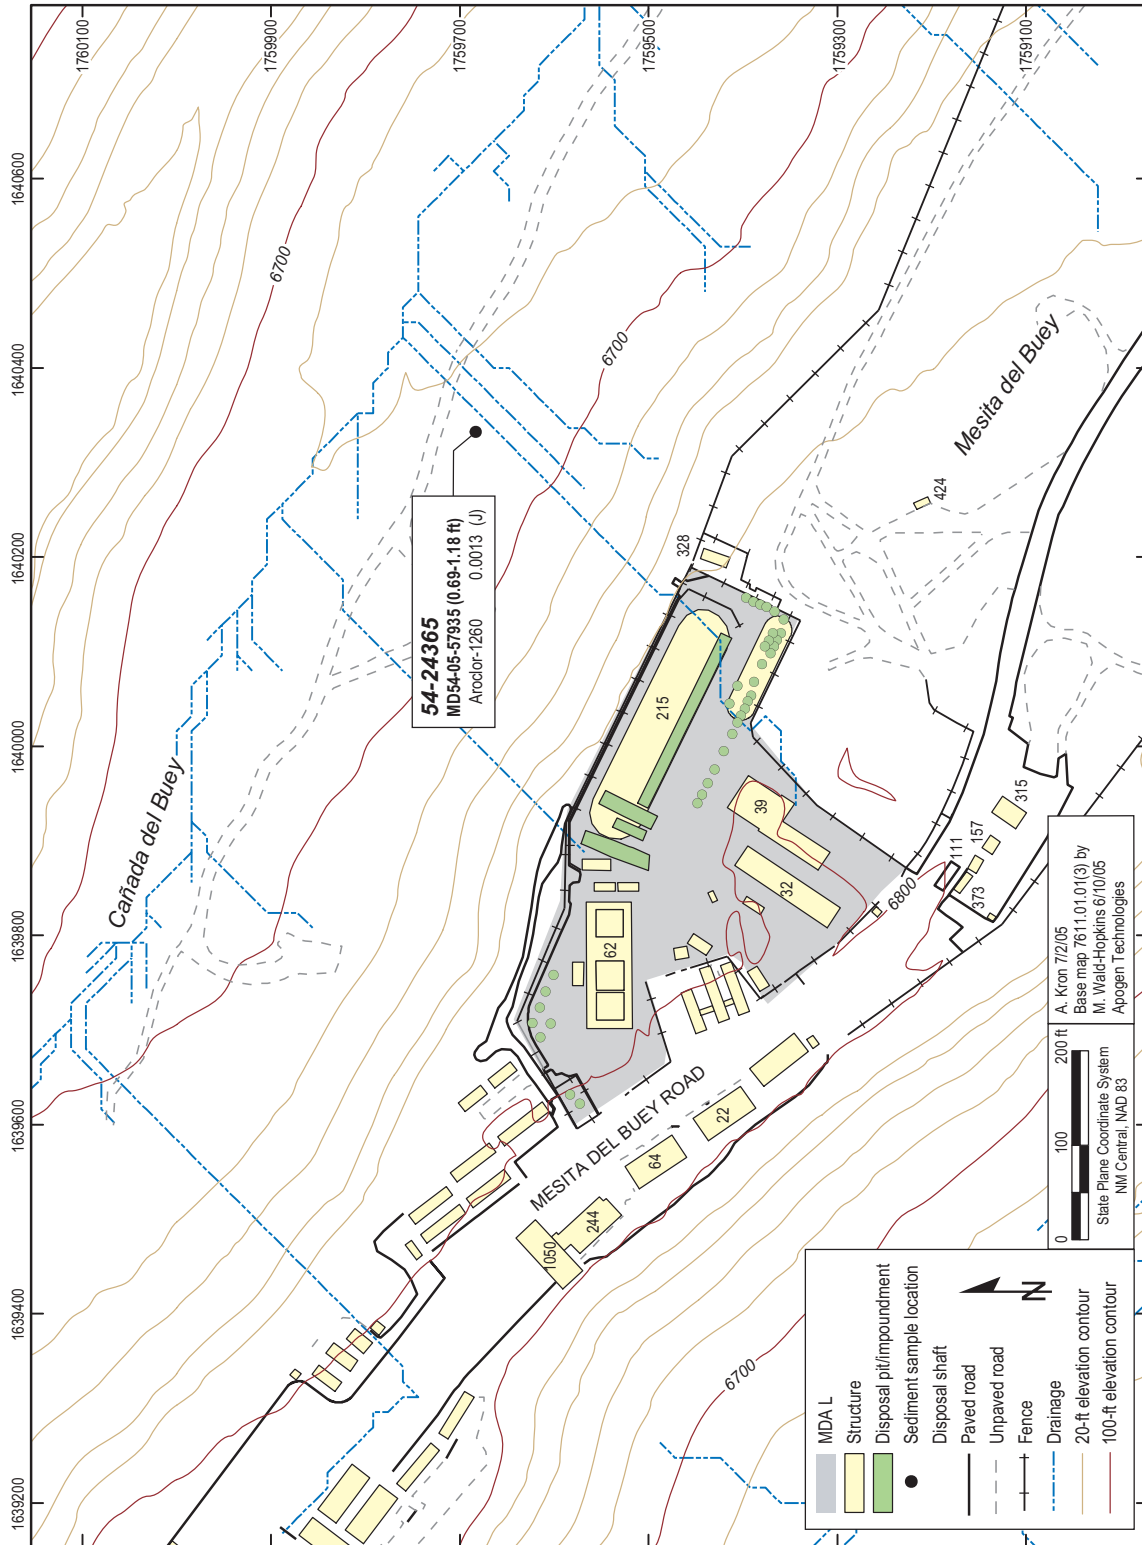 1760100
1759900
1759700
1759500
1759300
1759100
1640600
1640400
1640200
1640000
1639800
1639600
1639400
1639200
Cañada del Buey
6700
6700
54-24365
MD54-05-57935 (0.69-1.18 ft)
Aroclor-1260 0.0013 (J)
328
424
Mesita del Buey
215
39
32
62
6800
111
157
315
373
MESITA DEL BUEY ROAD
22
64
244
1050
6700
MDA L
Structure
Disposal pit/impoundment
Sediment sample location
Disposal shaft
Paved road
Unpaved road
Fence
Drainage
20-ft elevation contour
100-ft elevation contour
N
0 100 200 ft
State Plane Coordinate System
NM Central, NAD 83
A. Kron 7/2/05
Base map 7611.01.01(3) by
M. Wald-Hopkins 6/10/05
Apogen Technologies